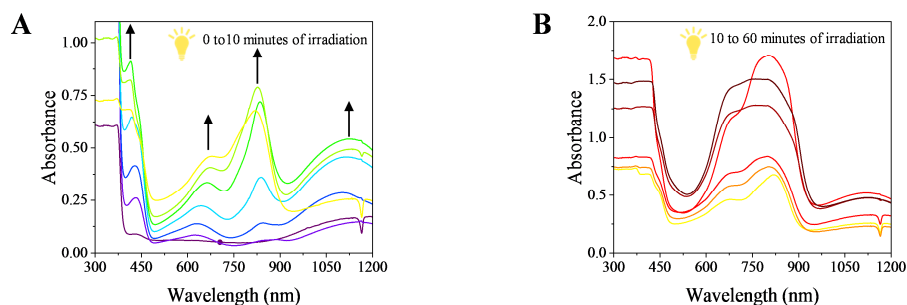 A
0 to10 minutes of irradiation
1.00
0.75
0.50
0.25
0.00
Absorbance
300 450 600 750 900 1050 1200
Wavelength (nm)
B
10 to 60 minutes of irradiation
2.0
1.5
1.0
0.5
0.0
Absorbance
300 450 600 750 900 1050 1200
Wavelength (nm)